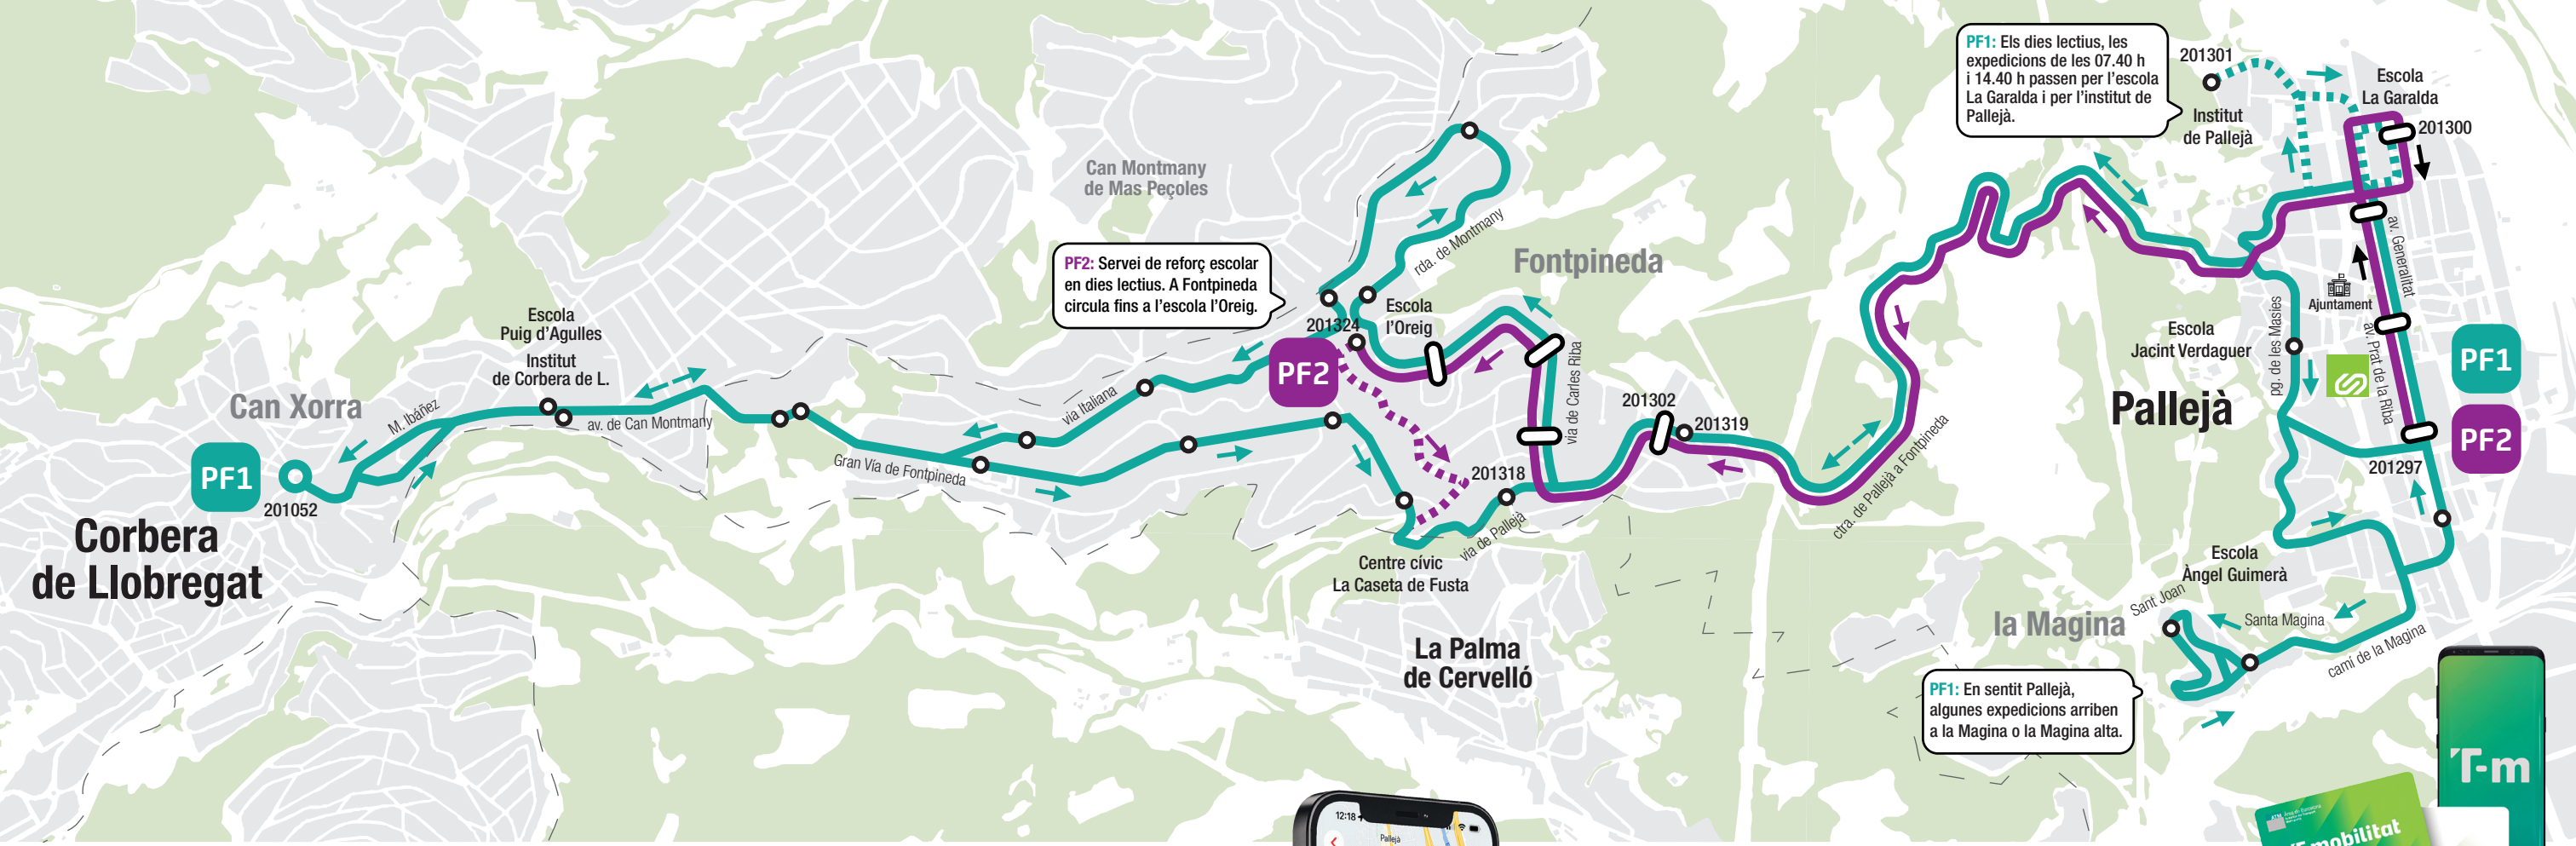 PF1: Els dies lectius, les
expedicions de les 07.40 h
i 14.40 h passen per l'escola
La Garalda i per l'institut de
Pallejà.
201301
Institut
de Pallejà
Escola
La Garalda
201300
Can Montmany
de Mas Peçoles
rda. de Montmany
Fontpineda
PF2: Servei de reforç escolar
en dies lectius. A Fontpineda
circula fins a l'escola l'Oreig.
Escola
l'Oreig
201324
PF2
via de Carles Riba
av. Generalitat
Ajuntament
av. Prat de la Riba
pg. de les Masies
Escola
Jacint Verdaguer
Pallejà
PF1
PF2
201297
Escola
Puig d'Agulles
Institut
de Corbera de L.
Can Xorra
M. Ibáñez
av. de Can Montmany
via Italiana
Gran Vía de Fontpineda
PF1
201052
Corbera
de Llobregat
201302
201319
201318
via de Pallejà
ctra. de Pallejà a Fontpineda
Centre cívic
La Caseta de Fusta
La Palma
de Cervelló
Escola
Àngel Guimerà
Sant Joan
la Magina
Santa Magina
camí de la Magina
PF1: En sentit Pallejà,
algunes expedicions arriben
a la Magina o la Magina alta.
12:18
Pallejà
T-m
mobilitat